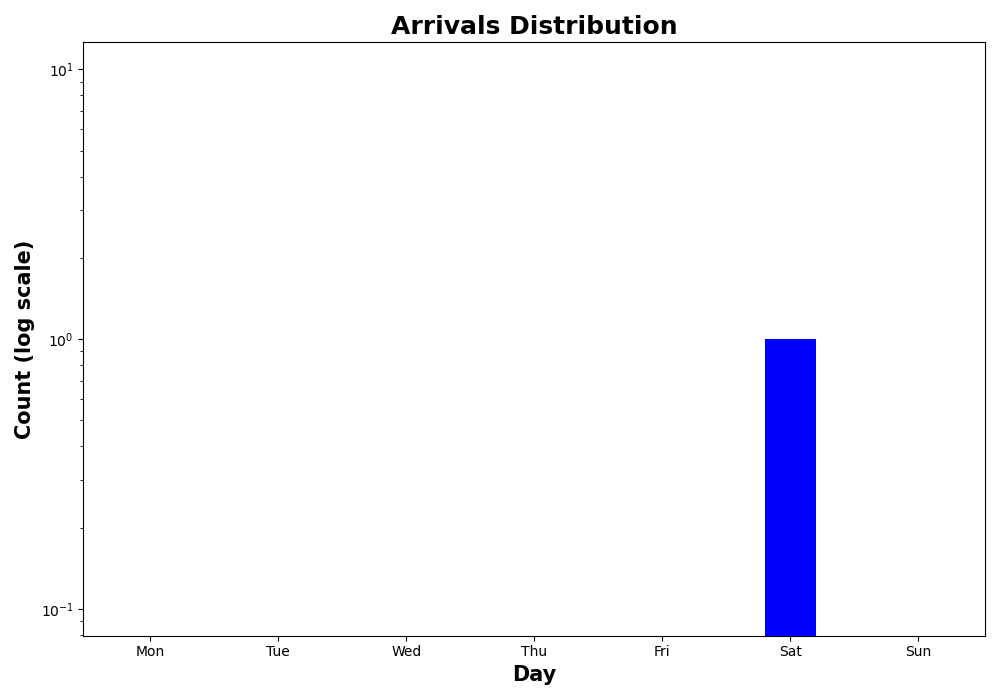 Arrivals Distribution
10¹
10⁰
10⁻¹
Count (log scale)
Mon Tue Wed Thu Fri Sat Sun
Day